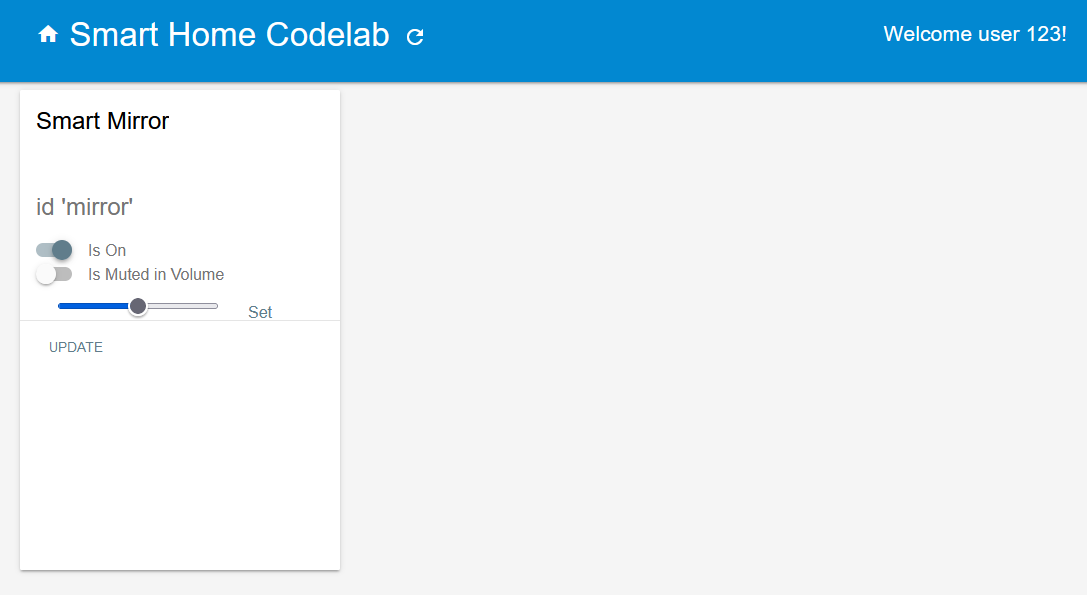 Smart Home Codelab
Welcome user 123!
Smart Mirror
id 'mirror'
Is On
Is Muted in Volume
Set
UPDATE